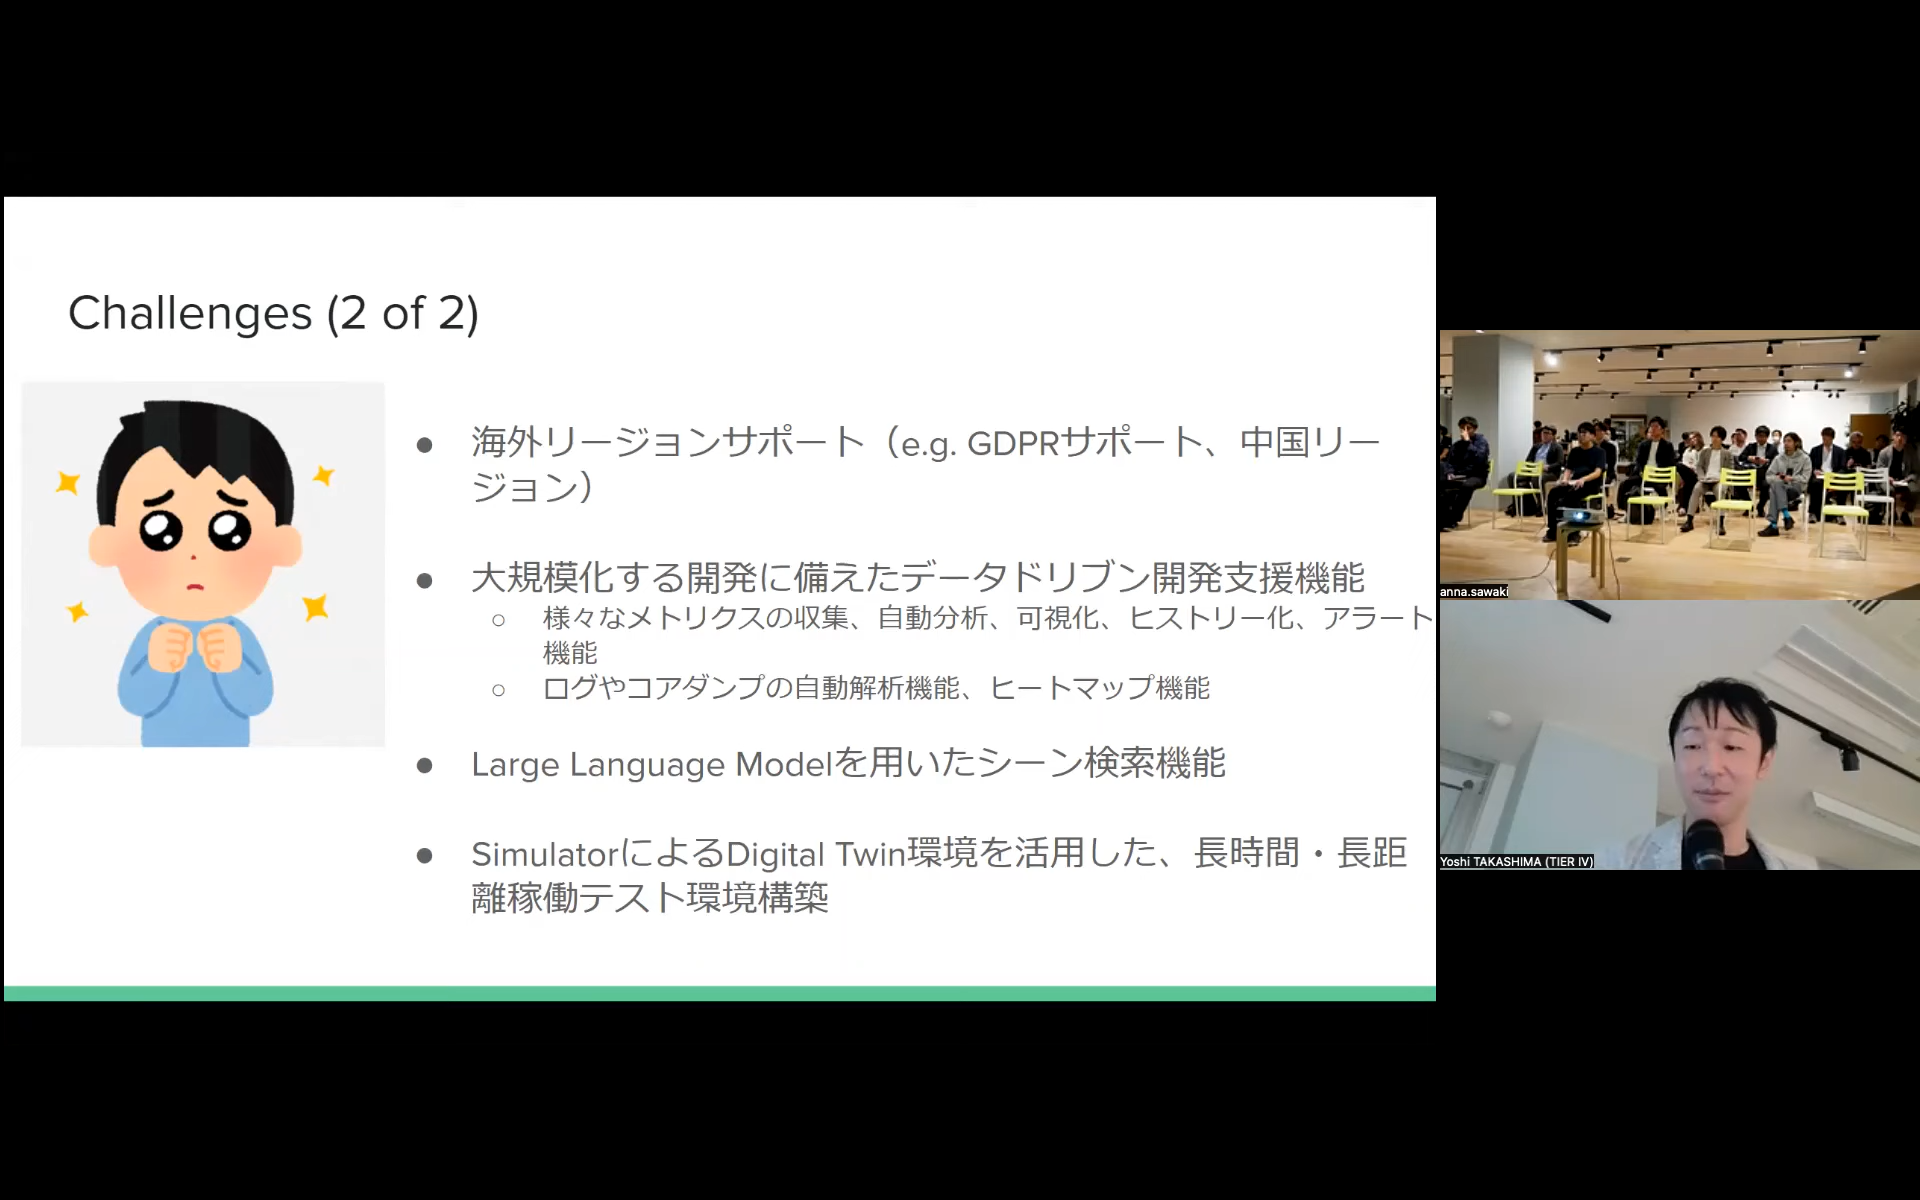 Challenges (2 of 2)
● 海外リージョンサポート（e.g. GDPRサポート、中国リー
ジョン）
● 大規模化する開発に備えたデータドリブン開発支援機能
○ 様々なメトリクスの収集、自動分析、可視化、ヒストリー化、アラート
機能
○ ログやコアダンプの自動解析機能、ヒートマップ機能
● Large Language Modelを用いたシーン検索機能
● SimulatorによるDigital Twin環境を活用した、長時間・長距
離稼働テスト環境構築
anna.sawaki
Yoshi TAKASHIMA (TIER IV)